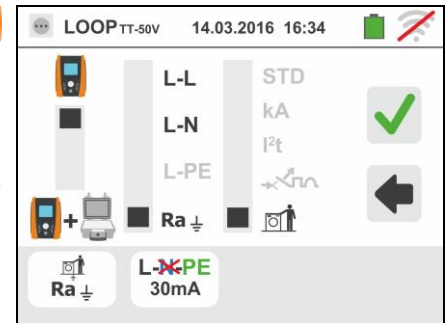 LOOP TT-50V 14.03.2016 16:34
L-L STD
L-N kA
I²t
L-PE
+
Ra ⏚
Ra ⏚
L-N-PE
30mA